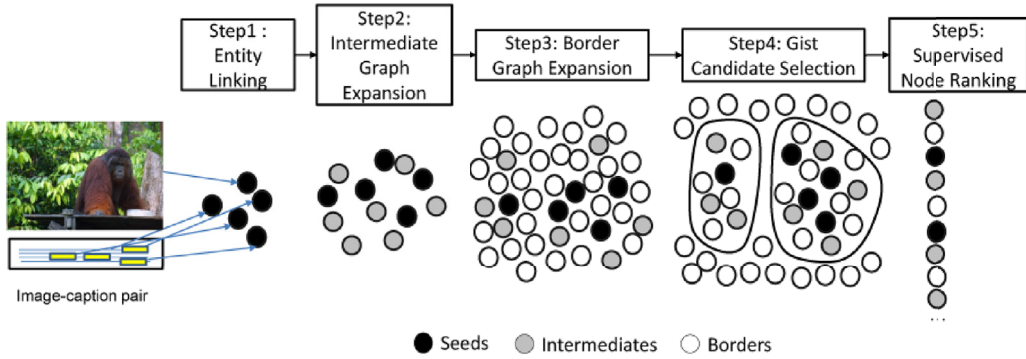 Step1 :
Entity
Linking
Step2:
Intermediate
Graph
Expansion
Step3: Border
Graph Expansion
Step4: Gist
Candidate Selection
Step5:
Supervised
Node Ranking
Image-caption pair
...
Seeds
Intermediates
Borders